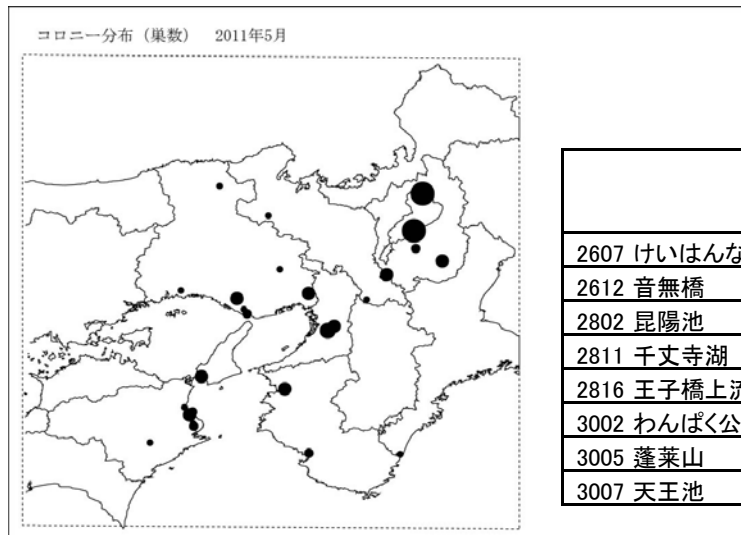 コロニー分布（巣数） 2011年5月
2607 けいはんな
2612 音無橋
2802 昆陽池
2811 千丈寺湖
2816 王子橋上流
3002 わんぱく公
3005 蓬莱山
3007 天王池